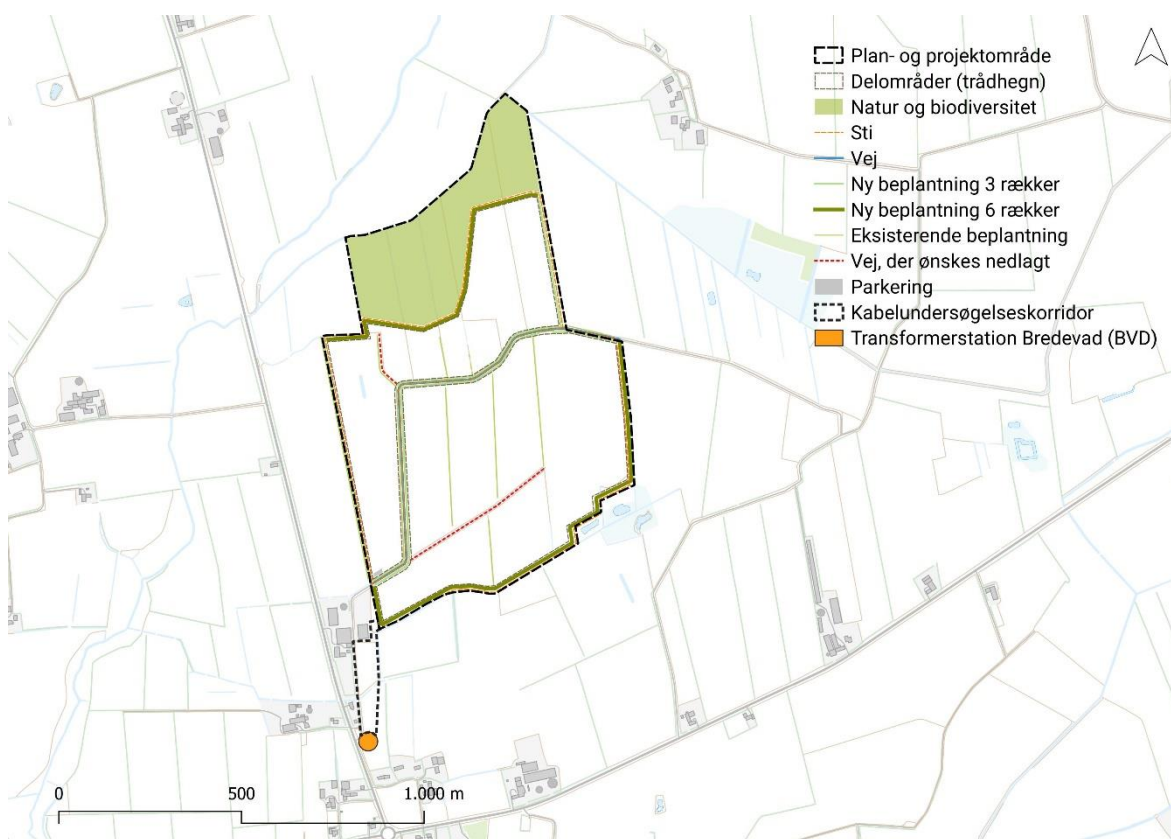 Plan- og projektområde
Delområder (trådhegn)
Natur og biodiversitet
Sti
Vej
Ny beplantning 3 rækker
Ny beplantning 6 rækker
Eksisterende beplantning
Vej, der ønskes nedlagt
Parkering
Kabelundersøgelseskorridor
Transformerstation Bredevad (BVD)
0 500 1.000 m